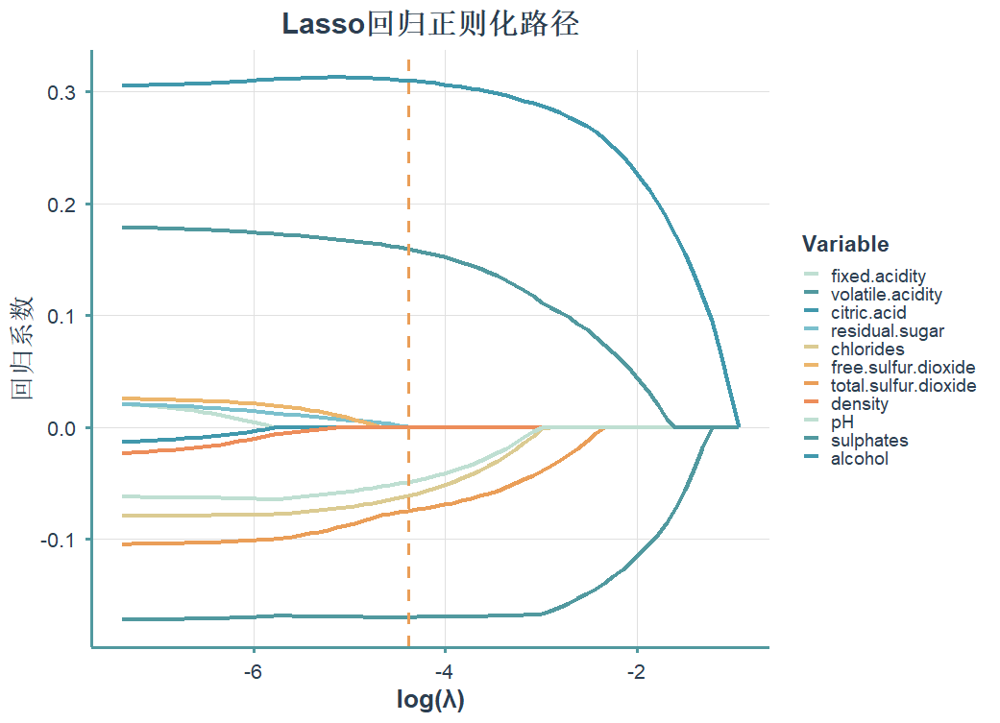 Lasso回归正则化路径
回归系数
0.3
0.2
0.1
0.0
-0.1
-6
-4
-2
log(λ)
Variable
fixed.acidity
volatile.acidity
citric.acid
residual.sugar
chlorides
free.sulfur.dioxide
total.sulfur.dioxide
density
pH
sulphates
alcohol